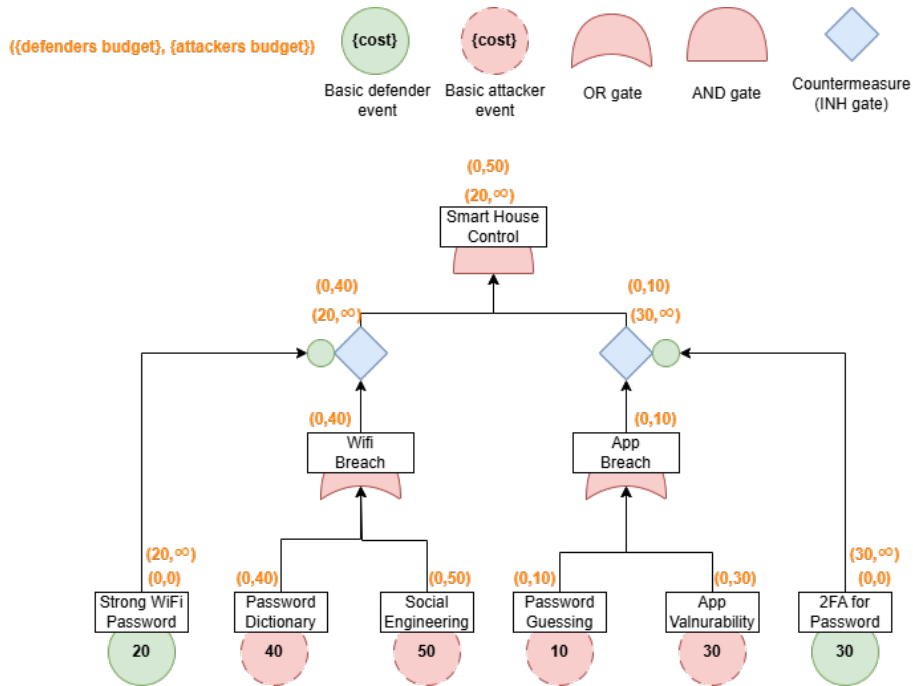 ({defenders budget}, {attackers budget})
{cost}
{cost}
Basic defender
event
Basic attacker
event
OR gate
AND gate
Countermeasure
(INH gate)
(0,50)
(20,∞)
Smart House
Control
(0,40)
(20,∞)
(0,10)
(30,∞)
(0,40)
Wifi
Breach
(0,10)
App
Breach
(20,∞)
(0,0)
Strong WiFi
Password
20
(0,40)
Password
Dictionary
40
(0,50)
Social
Engineering
50
(0,10)
Password
Guessing
10
(0,30)
App
Valnurability
30
(30,∞)
(0,0)
2FA for
Password
30